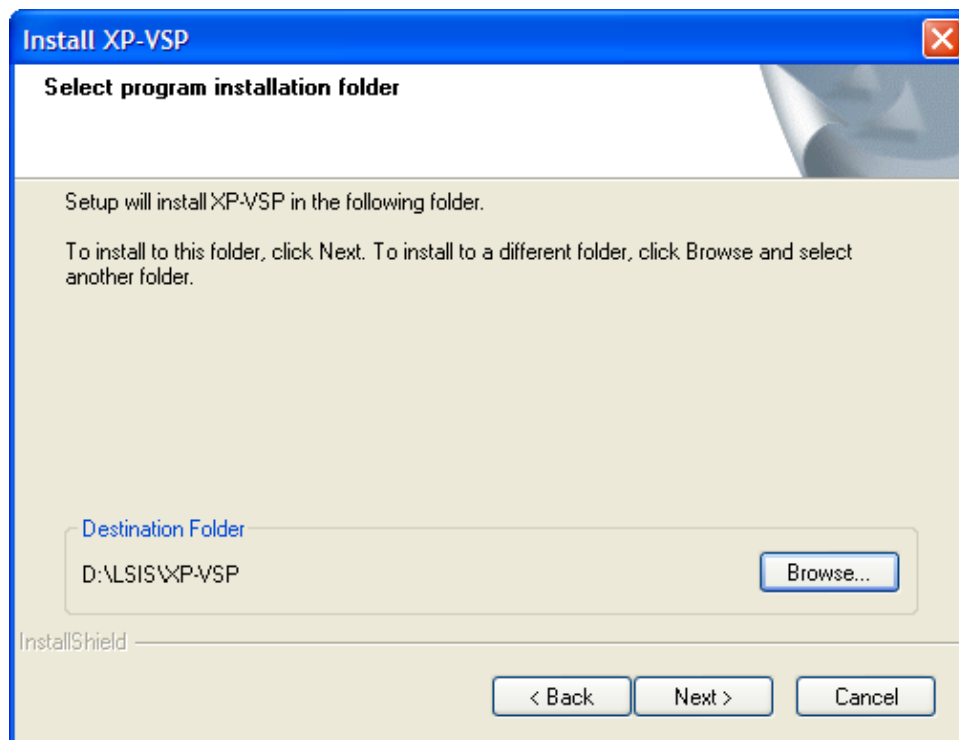 Install XP-VSP
Select program installation folder
Setup will install XP-VSP in the following folder.
To install to this folder, click Next. To install to a different folder, click Browse and select
another folder.
Destination Folder
D:\LSIS\XP-VSP
Browse...
InstallShield
< Back
Next >
Cancel